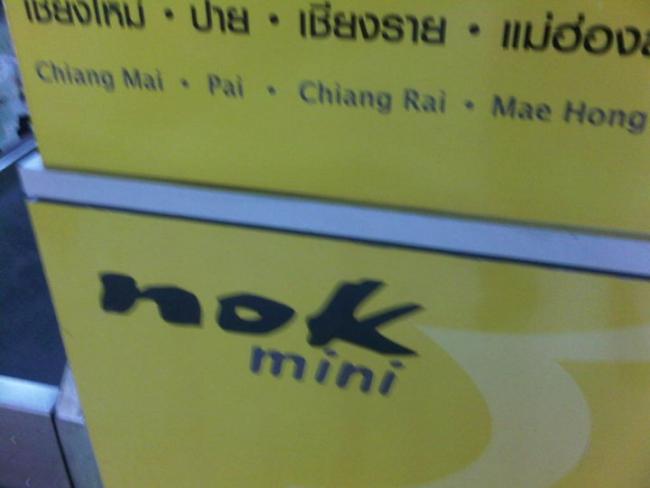 เชียงใหม่ • ปาย • เชียงราย • แม่ฮ่อง
Chiang Mai • Pai • Chiang Rai • Mae Hong
nok
mini